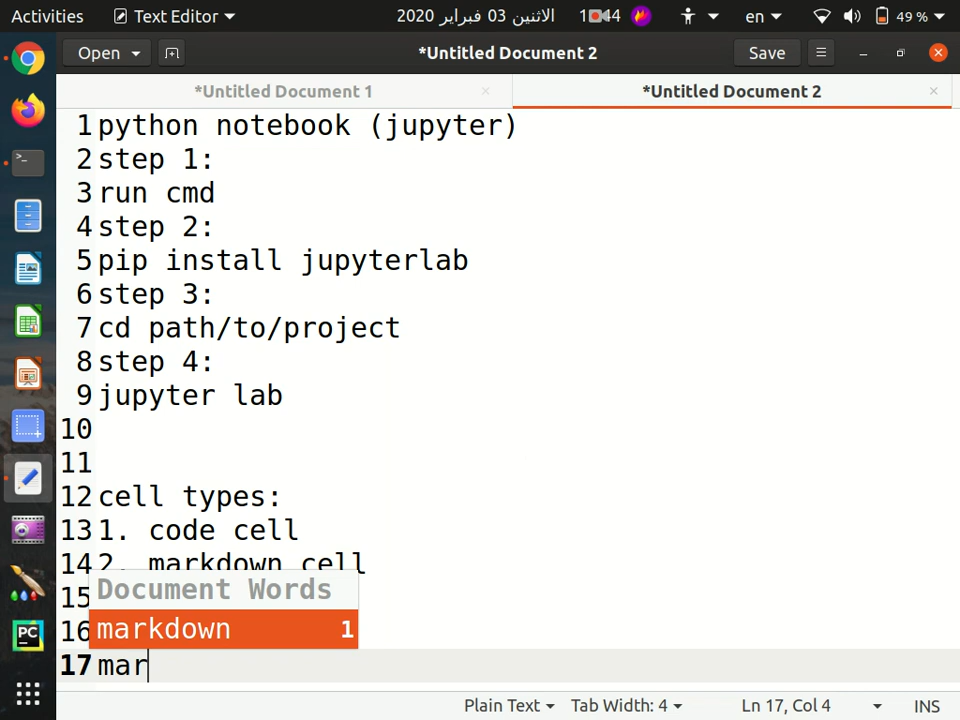 Activities Text Editor الاثنين 03 فبراير 2020 en 49 %
Open *Untitled Document 2 Save
*Untitled Document 1 *Untitled Document 2
1 python notebook (jupyter)
2 step 1:
3 run cmd
4 step 2:
5 pip install jupyterlab
6 step 3:
7 cd path/to/project
8 step 4:
9 jupyter lab
10
11
12 cell types:
13 1. code cell
14 2. markdown cell
15 Document Words
16 markdown 1
17 mar
Plain Text Tab Width: 4 Ln 17, Col 4 INS
PC